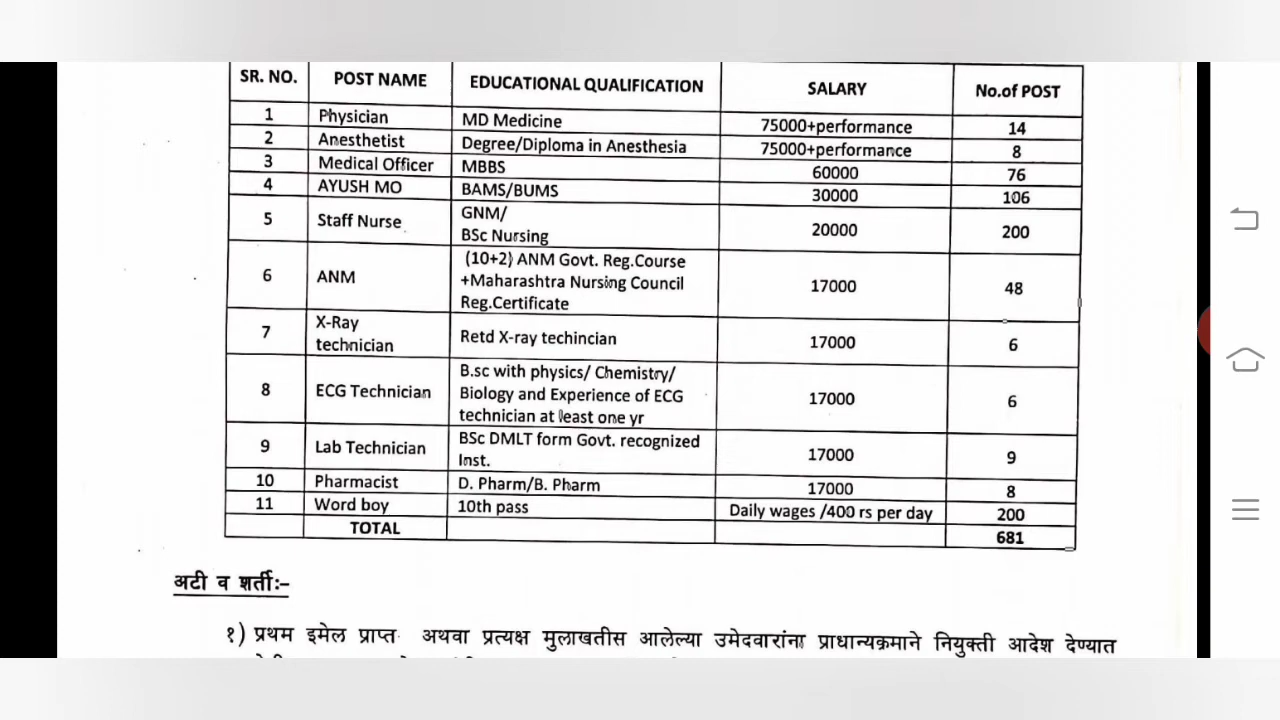 SR. NO. POST NAME EDUCATIONAL QUALIFICATION SALARY No.of POST
1 Physician MD Medicine 75000+performance 14
2 Anesthetist Degree/Diploma in Anesthesia 75000+performance 8
3 Medical Officer MBBS 60000 76
4 AYUSH MO BAMS/BUMS 30000 106
5 Staff Nurse GNM/
BSc Nursing 20000 200
6 ANM (10+2) ANM Govt. Reg.Course
+Maharashtra Nursing Council
Reg.Certificate 17000 48
7 X-Ray
technician Retd X-ray techincian 17000 6
8 ECG Technician B.sc with physics/ Chemistry/
Biology and Experience of ECG
technician at least one yr 17000 6
9 Lab Technician BSc DMLT form Govt. recognized
Inst. 17000 9
10 Pharmacist D. Pharm/B. Pharm 17000 8
11 Word boy 10th pass Daily wages /400 rs per day 200
TOTAL 681
अटी व शर्ती:-
१) प्रथम इमेल प्राप्त अथवा प्रत्यक्ष मुलाखतीस आलेल्या उमेदवारांना प्राधान्यक्रमाने नियुक्ती आदेश देण्यात